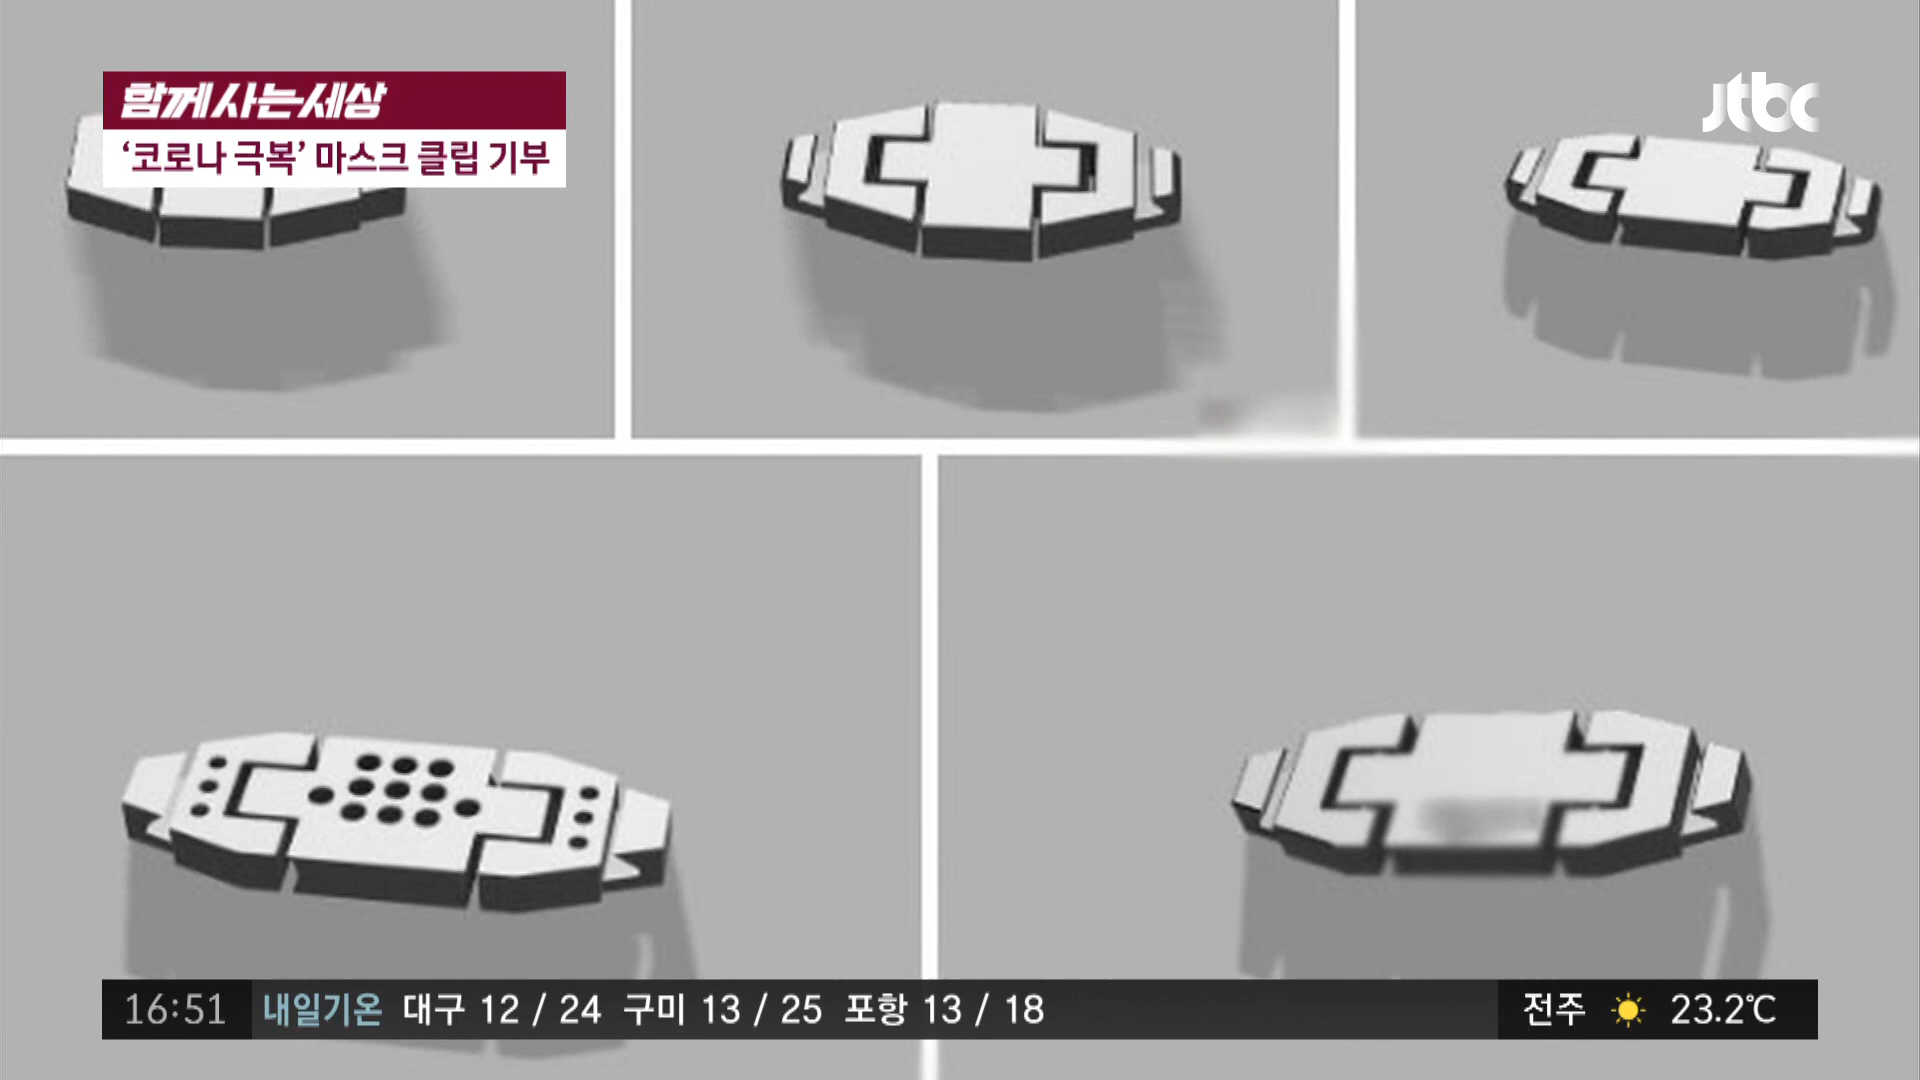 함께 사는 세상
‘코로나 극복’ 마스크 클립 기부
jtbc
16:51 내일기온 대구 12 / 24 구미 13 / 25 포항 13 / 18 전주 23.2℃